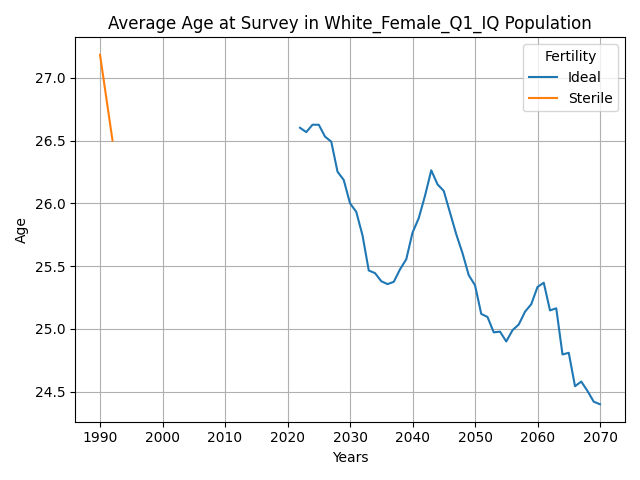 Average Age at Survey in White_Female_Q1_IQ Population
Fertility
Ideal
Sterile
Age
27.0
26.5
26.0
25.5
25.0
24.5
1990
2000
2010
2020
2030
2040
2050
2060
2070
Years